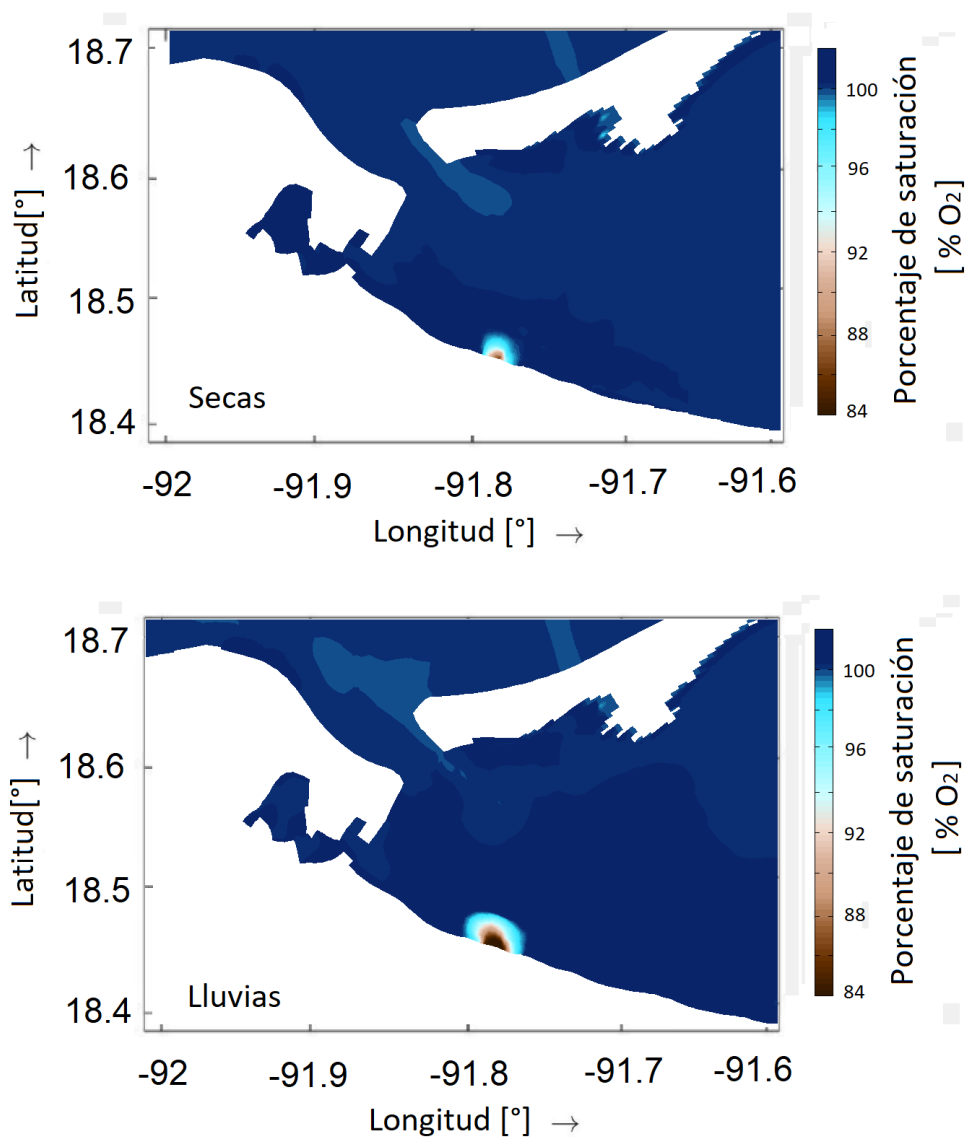 18.7
18.6
18.5
18.4
Latitud[°] →
Secas
-92 -91.9 -91.8 -91.7 -91.6
Longitud [°] →
100
96
92
88
84
Porcentaje de saturación
[ % O2]
18.7
18.6
18.5
18.4
Latitud[°] →
Lluvias
-92 -91.9 -91.8 -91.7 -91.6
Longitud [°] →
100
96
92
88
84
Porcentaje de saturación
[ % O2]